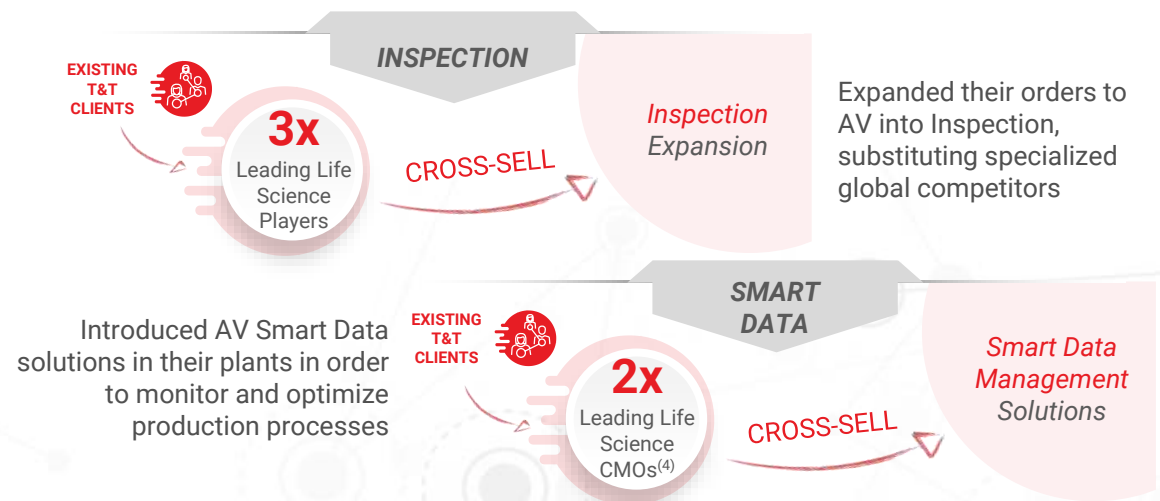 INSPECTION
EXISTING
T&T
CLIENTS
3x
Leading Life
Science
Players
CROSS-SELL
Inspection
Expansion
Expanded their orders to
AV into Inspection,
substituting specialized
global competitors
SMART
DATA
Introduced AV Smart Data
solutions in their plants in order
to monitor and optimize
production processes
EXISTING
T&T
CLIENTS
2x
Leading Life
Science
CMOs(4)
CROSS-SELL
Smart Data
Management
Solutions